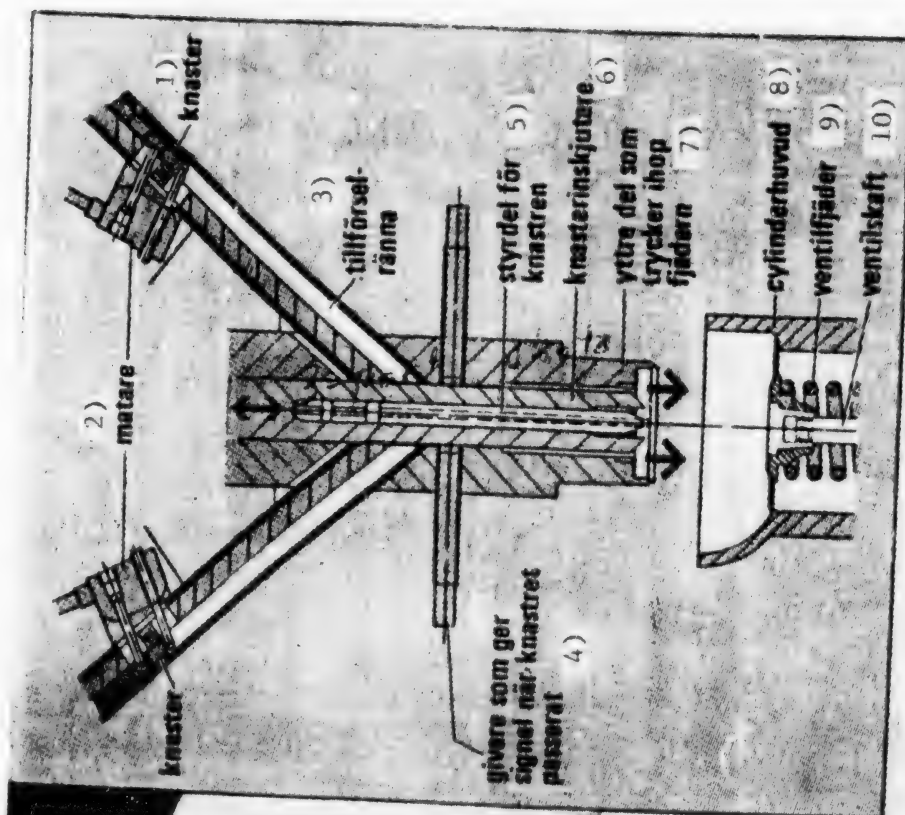 1)
knaster
2)
matare
knaster
3)
tillförsel-
ränna
givare som ger
signal när knastret
passerat
4)
styrdel för
knastren
5)
knasterinskjutare
6)
yttre del som
trycker ihop
fjädern
7)
cylinderhuvud 8)
ventilfjäder 9)
ventilskaft 10)